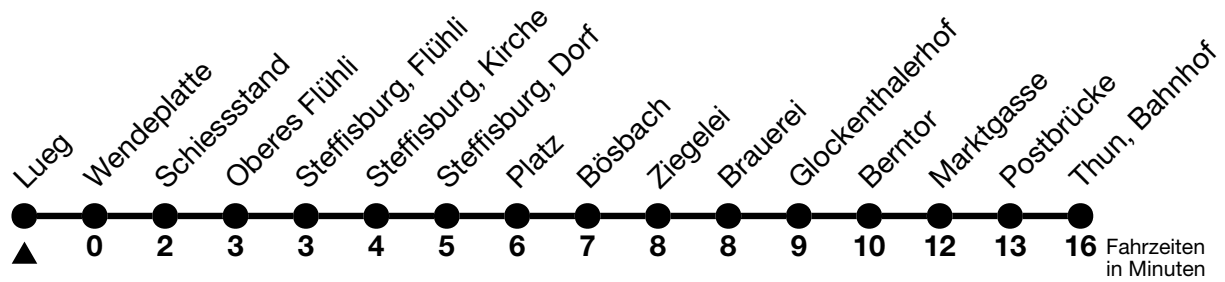 Lueg
Wendeplatte
Schiessstand
Oberes Flühli
Steffisburg, Flühli
Steffisburg, Kirche
Steffisburg, Dorf
Platz
Bösbach
Ziegelei
Brauerei
Glockenthalerhof
Berntor
Marktgasse
Postbrücke
Thun, Bahnhof
0 2 3 3 4 5 6 7 8 8 9 10 12 13 16
Fahrzeiten
in Minuten